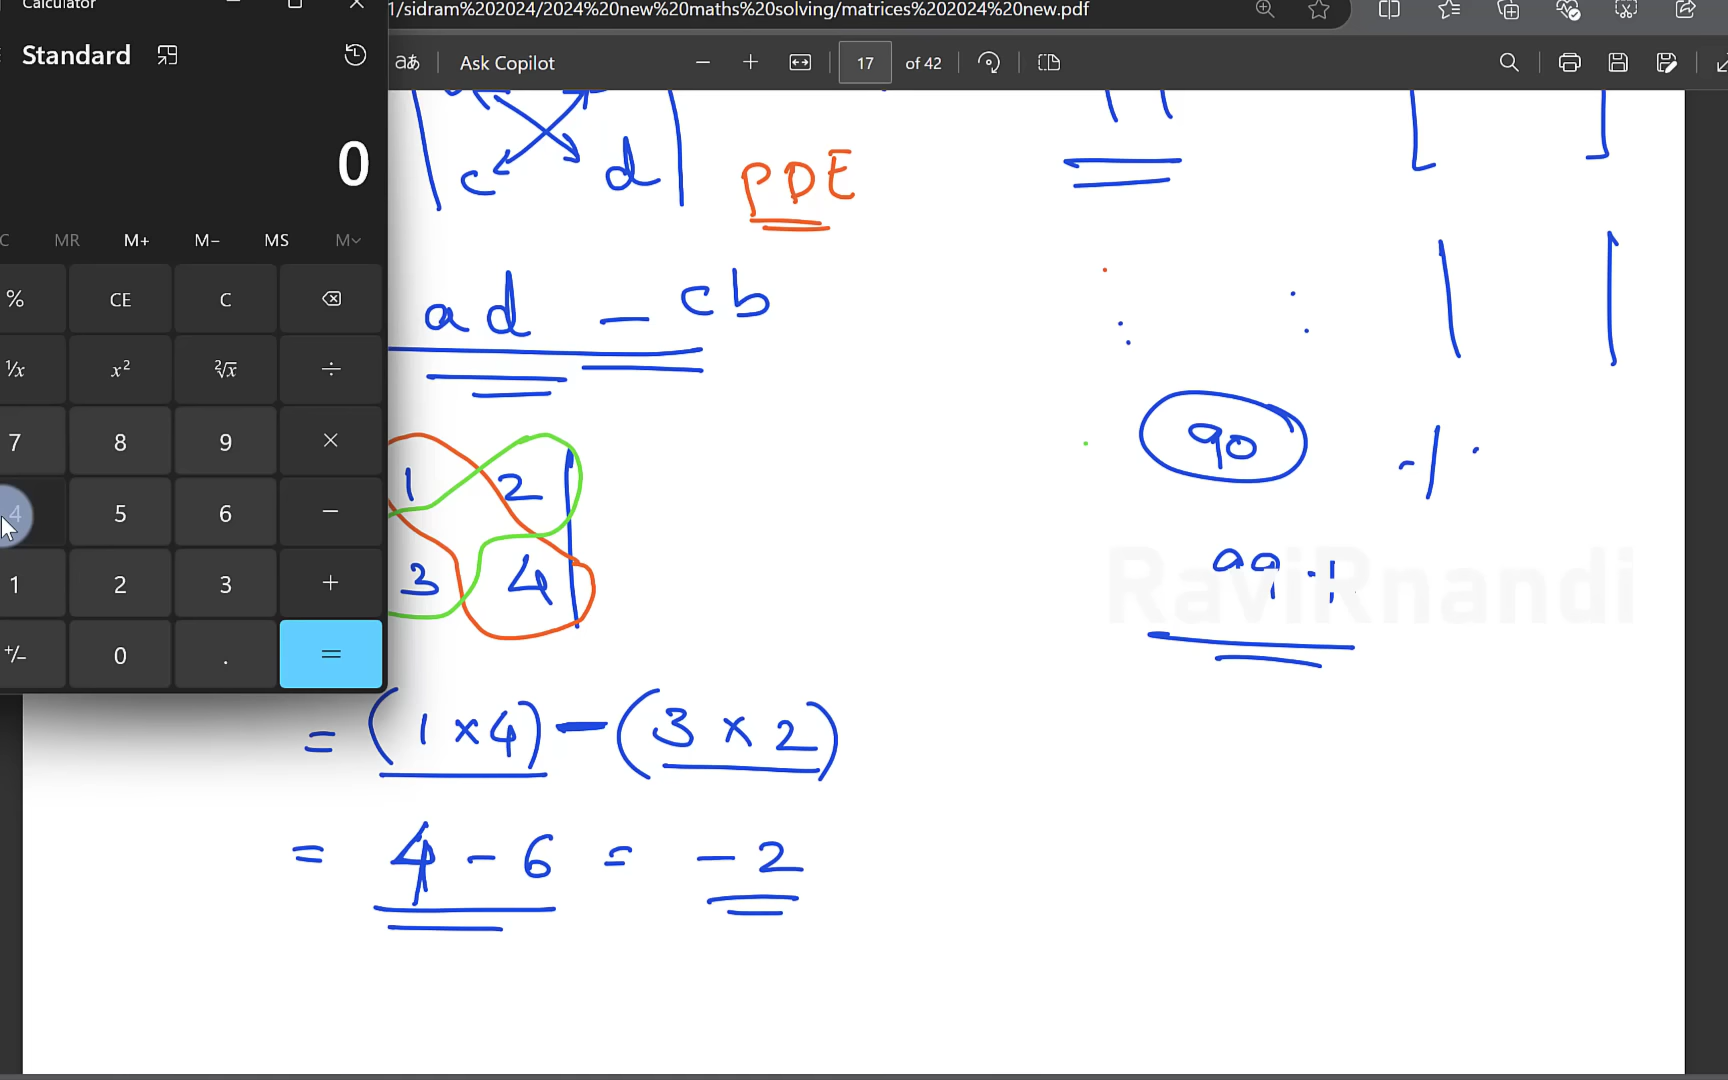 Calculator
1/sidram%202024/2024%20new%20maths%20solving/matrices%202024%20new.pdf
Standard
Ask Copilot
17 of 42
0
MR M+ M− MS M
% CE C
¹/x x² ²√x ÷
7 8 9 ×
4 5 6 −
1 2 3 +
+/− 0 . =
c d
PDE
ad - cb
1 2
3 4
= (1 × 4) - (3 × 2)
= 4 - 6 = - 2
90
RaviRnandi